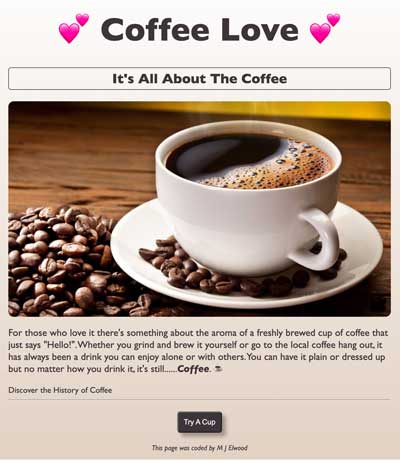 💕 Coffee Love 💕
It's All About The Coffee
For those who love it there's something about the aroma of a freshly brewed cup of coffee that
just says "Hello!". Whether you grind and brew it yourself or go to the local coffee hang out, it
has always been a drink you can enjoy alone or with others. You can have it plain or dressed up
but no matter how you drink it, it's still......Coffee. ☕
Discover the History of Coffee
Try A Cup
This page was coded by M J Elwood